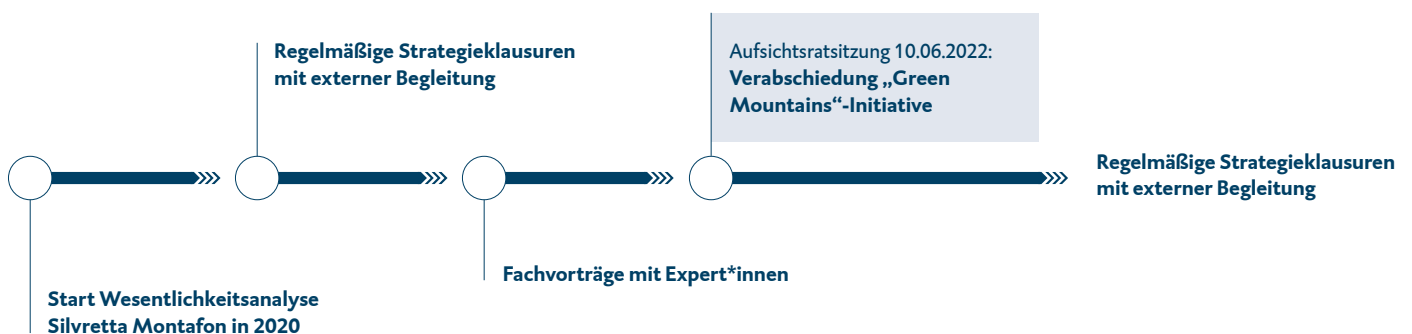 Regelmäßige Strategieklausuren
mit externer Begleitung
Aufsichtsratsitzung 10.06.2022:
Verabschiedung „Green
Mountains“-Initiative
Regelmäßige Strategieklausuren
mit externer Begleitung
Fachvorträge mit Expert*innen
Start Wesentlichkeitsanalyse
Silvretta Montafon in 2020